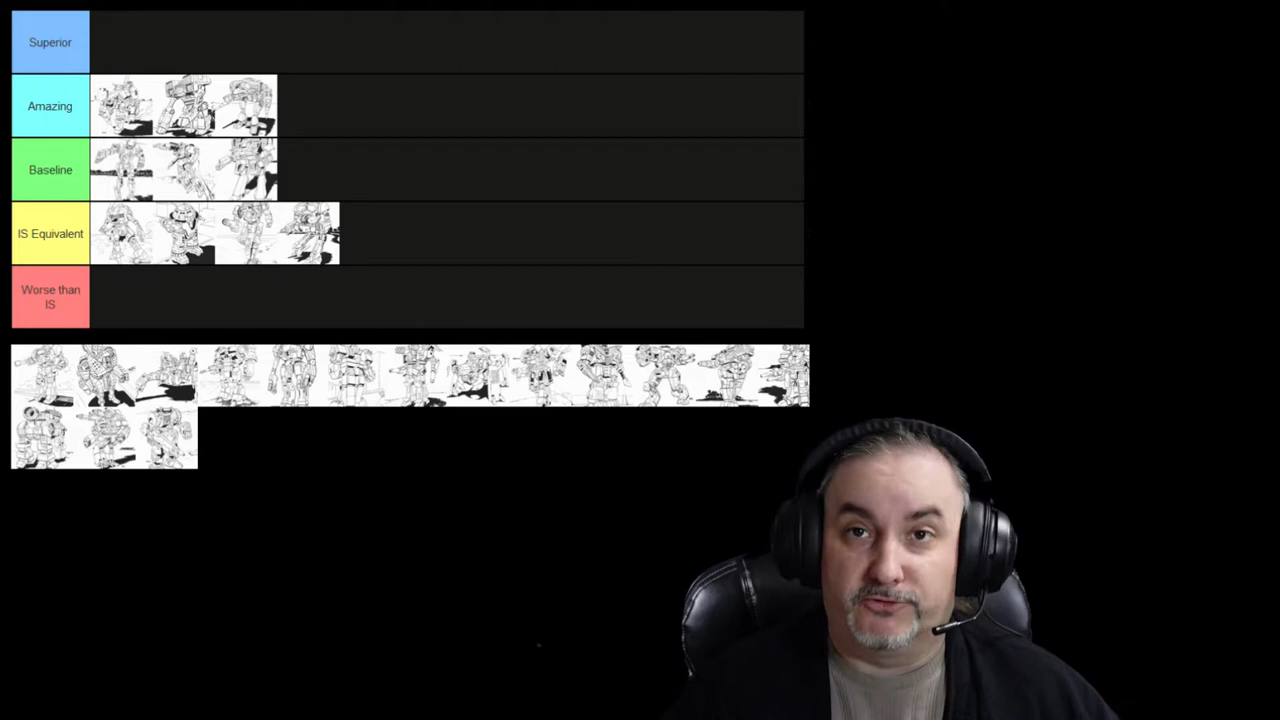 Superior
Amazing
Baseline
IS Equivalent
Worse than
IS